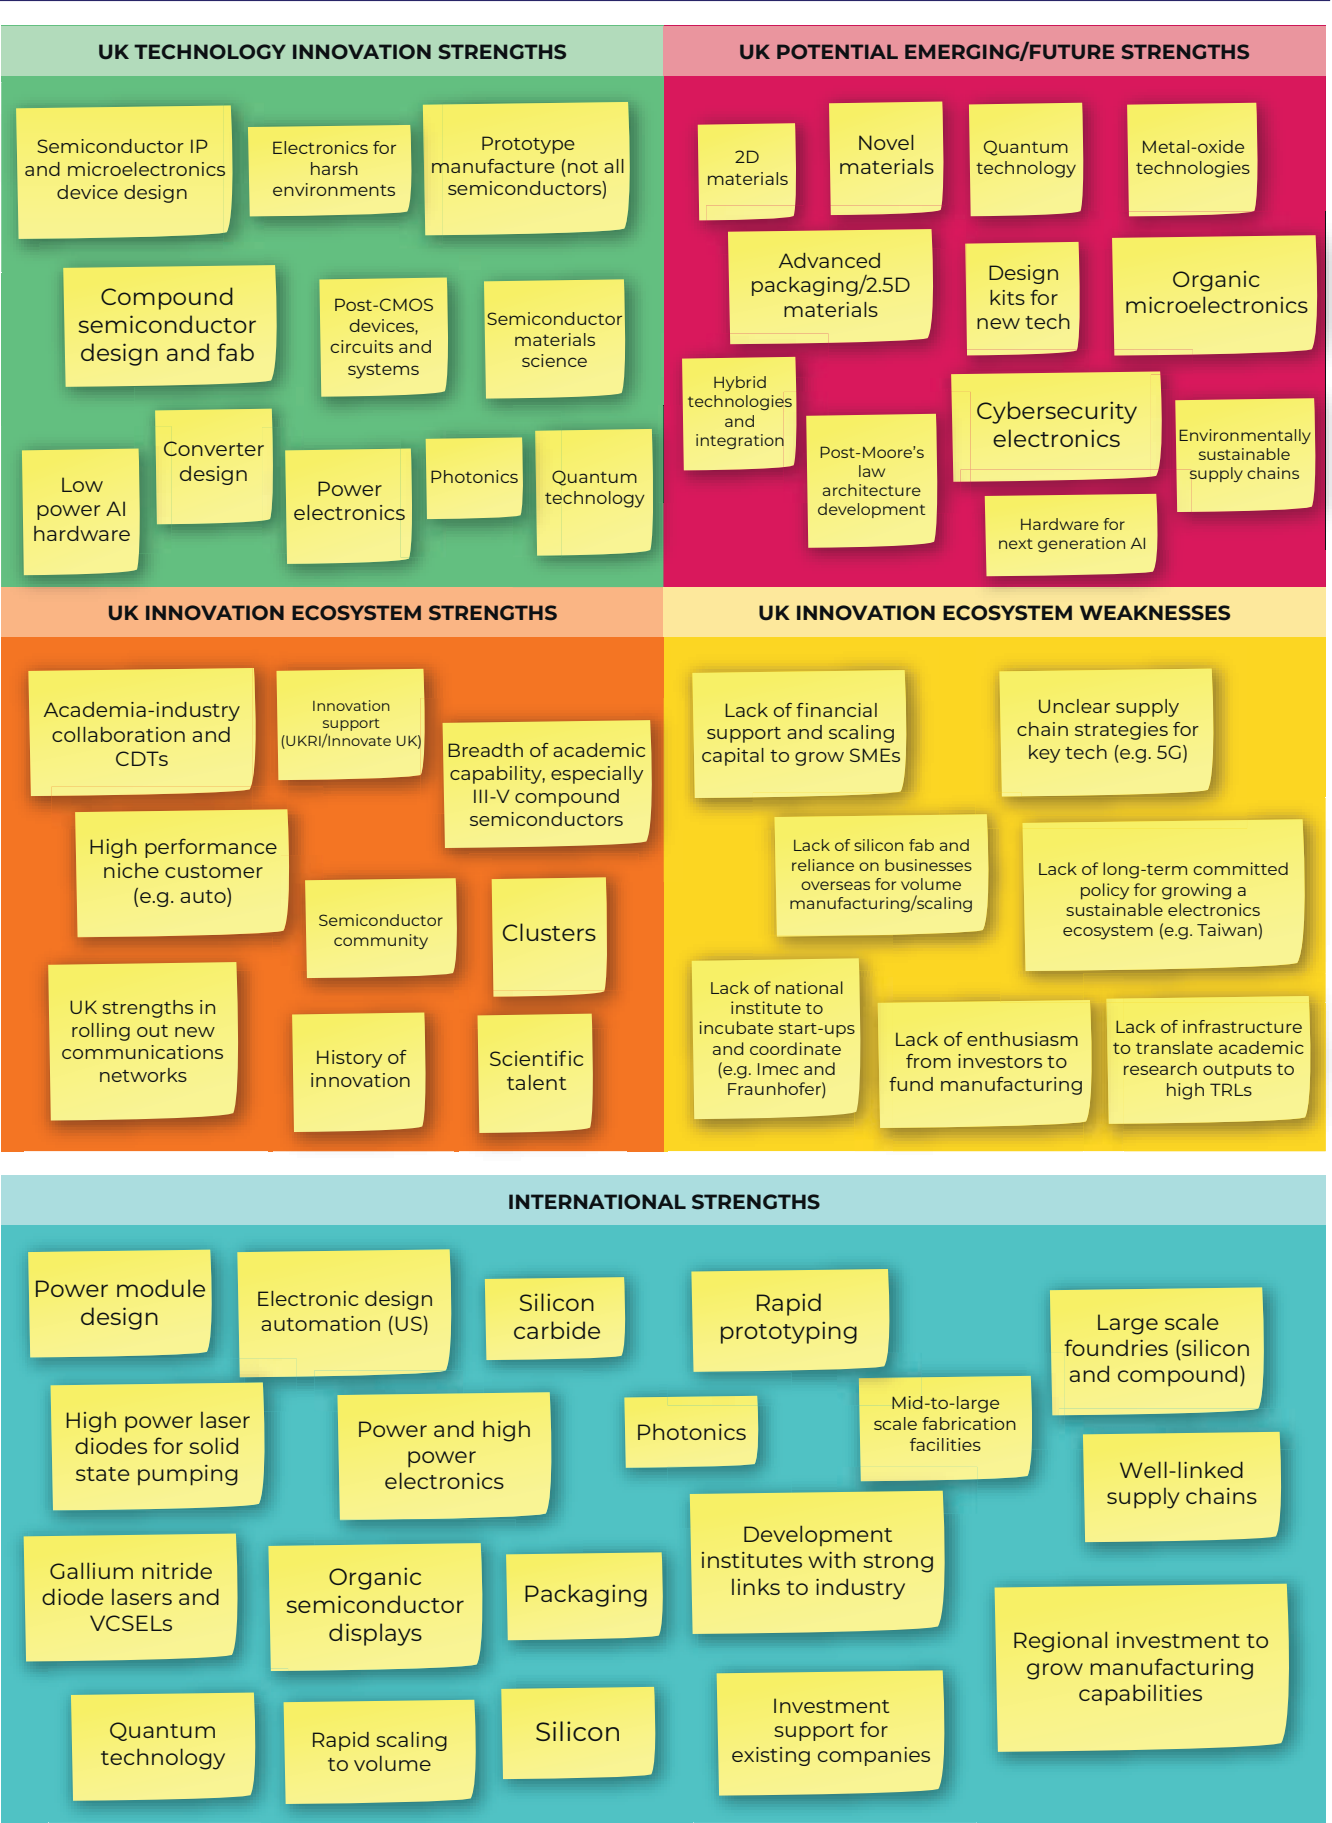 UK TECHNOLOGY INNOVATION STRENGTHS
Semiconductor IP
and microelectronics
device design
Electronics for
harsh
environments
Prototype
manufacture (not all
semiconductors)
Compound
semiconductor
design and fab
Post-CMOS
devices,
circuits and
systems
Semiconductor
materials
science
Low
power AI
hardware
Converter
design
Power
electronics
Photonics
Quantum
technology
UK POTENTIAL EMERGING/FUTURE STRENGTHS
2D
materials
Novel
materials
Quantum
technology
Metal-oxide
technologies
Advanced
packaging/2.5D
materials
Design
kits for
new tech
Organic
microelectronics
Hybrid
technologies
and
integration
Post-Moore's
law
architecture
development
Cybersecurity
electronics
Environmentally
sustainable
supply chains
Hardware for
next generation AI
UK INNOVATION ECOSYSTEM STRENGTHS
Academia-industry
collaboration and
CDTs
Innovation
support
(UKRI/Innovate UK)
Breadth of academic
capability, especially
III-V compound
semiconductors
High performance
niche customer
(e.g. auto)
Semiconductor
community
Clusters
UK strengths in
rolling out new
communications
networks
History of
innovation
Scientific
talent
UK INNOVATION ECOSYSTEM WEAKNESSES
Lack of financial
support and scaling
capital to grow SMEs
Unclear supply
chain strategies for
key tech (e.g. 5G)
Lack of silicon fab and
reliance on businesses
overseas for volume
manufacturing/scaling
Lack of long-term committed
policy for growing a
sustainable electronics
ecosystem (e.g. Taiwan)
Lack of national
institute to
incubate start-ups
and coordinate
(e.g. Imec and
Fraunhofer)
Lack of enthusiasm
from investors to
fund manufacturing
Lack of infrastructure
to translate academic
research outputs to
high TRLs
INTERNATIONAL STRENGTHS
Power module
design
Electronic design
automation (US)
Silicon
carbide
Rapid
prototyping
Large scale
foundries (silicon
and compound)
High power laser
diodes for solid
state pumping
Power and high
power
electronics
Photonics
Mid-to-large
scale fabrication
facilities
Well-linked
supply chains
Gallium nitride
diode lasers and
VCSELs
Organic
semiconductor
displays
Packaging
Development
institutes with strong
links to industry
Regional investment to
grow manufacturing
capabilities
Quantum
technology
Rapid scaling
to volume
Silicon
Investment
support for
existing companies